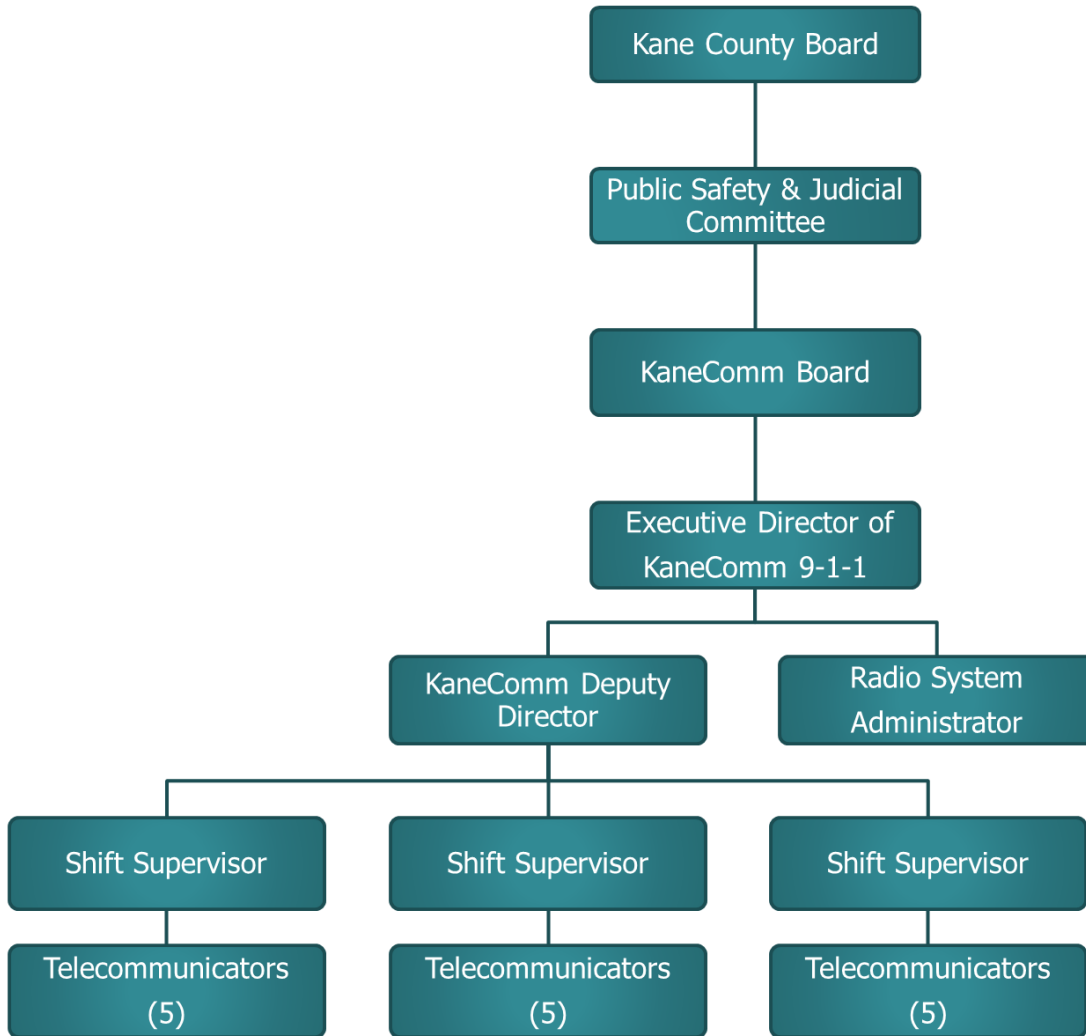 Kane County Board
Public Safety & Judicial
Committee
KaneComm Board
Executive Director of
KaneComm 9-1-1
KaneComm Deputy
Director
Radio System
Administrator
Shift Supervisor
Shift Supervisor
Shift Supervisor
Telecommunicators
(5)
Telecommunicators
(5)
Telecommunicators
(5)